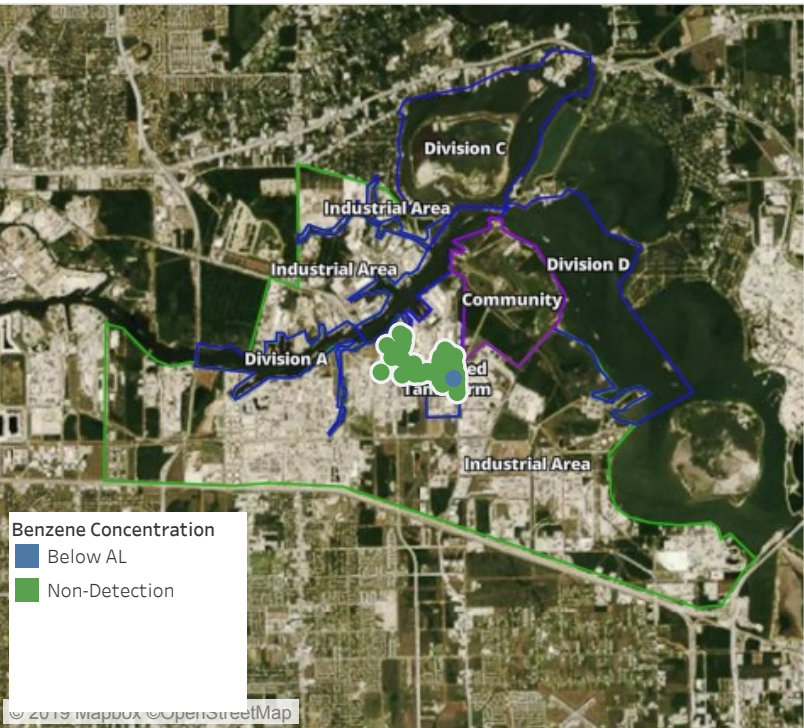 Division C
Industrial Area
Division D
Industrial Area
Community
Division A
Industrial Area
Benzene Concentration
Below AL
Non-Detection
© 2019 Mapbox ©OpenStreetMap